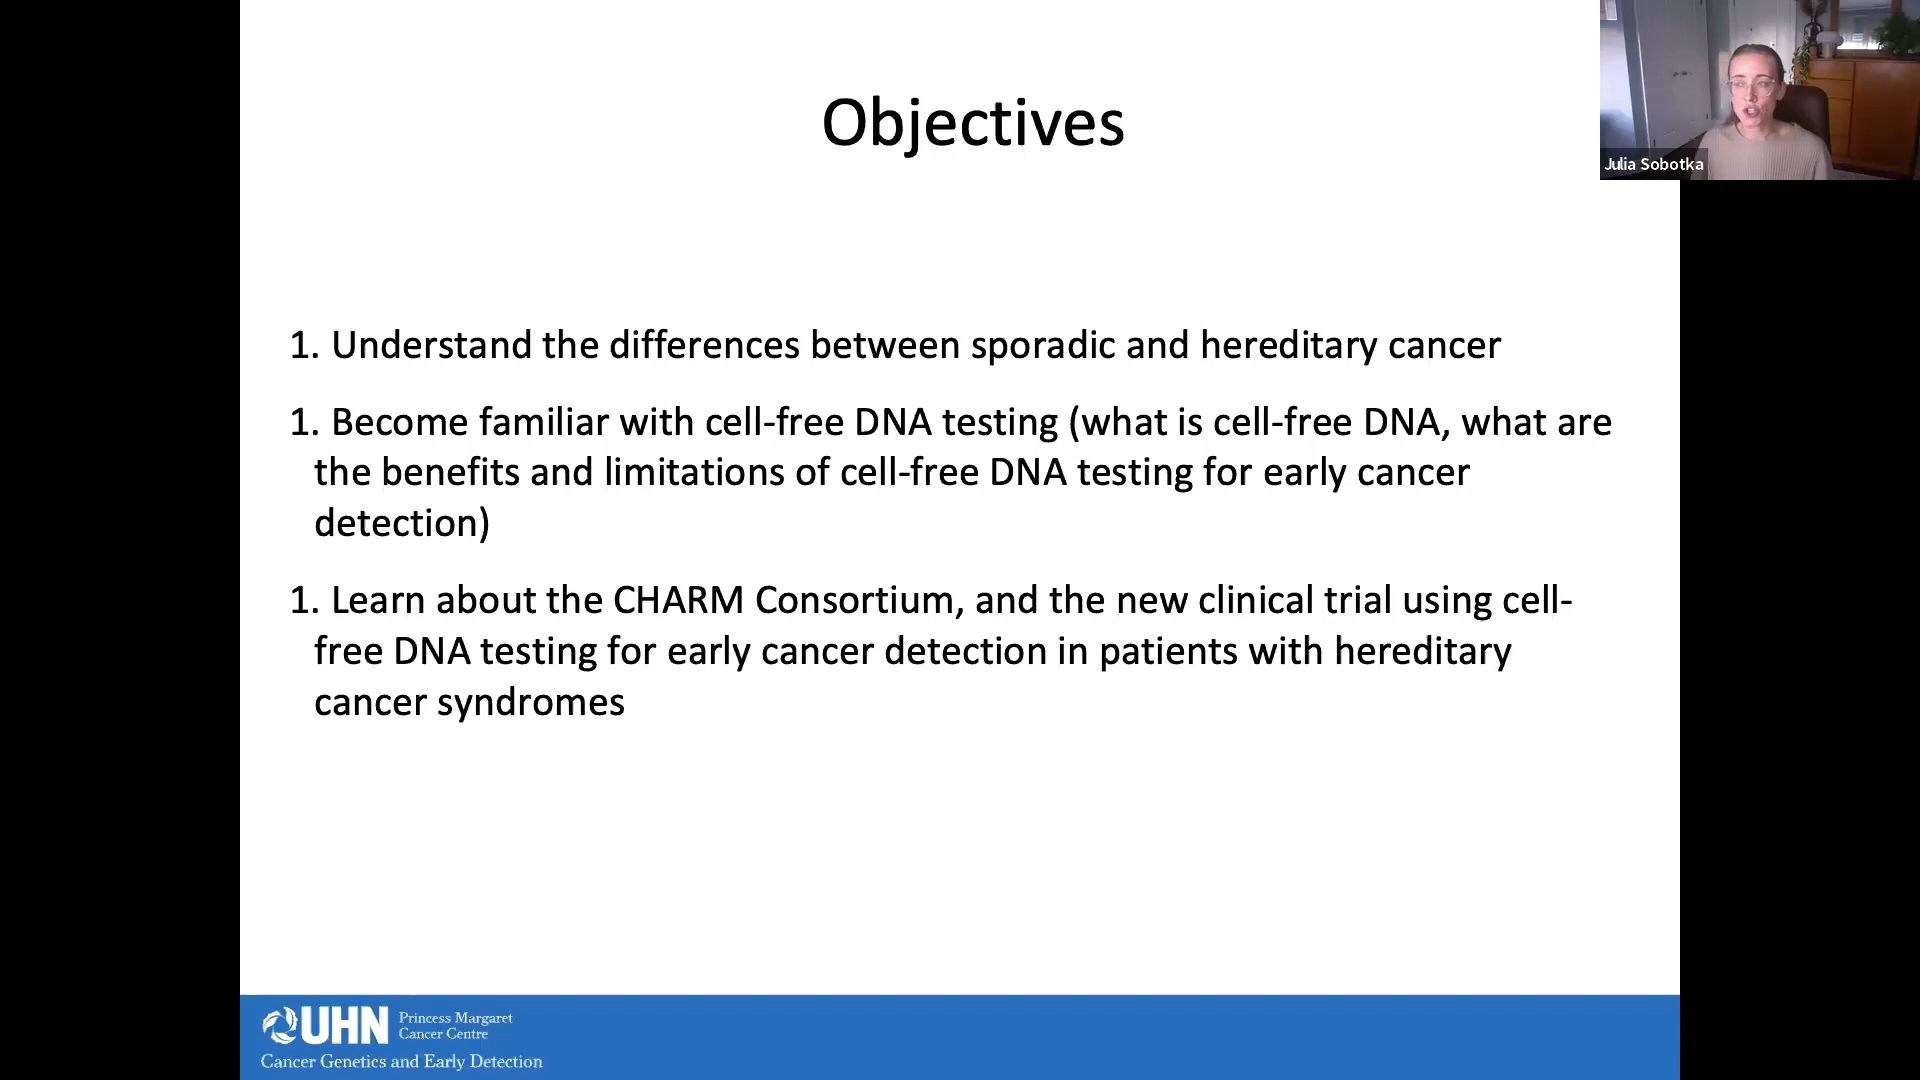 Objectives
Julia Sobotka
1. Understand the differences between sporadic and hereditary cancer
1. Become familiar with cell-free DNA testing (what is cell-free DNA, what are
the benefits and limitations of cell-free DNA testing for early cancer
detection)
1. Learn about the CHARM Consortium, and the new clinical trial using cell-
free DNA testing for early cancer detection in patients with hereditary
cancer syndromes
UHN
Princess Margaret
Cancer Centre
Cancer Genetics and Early Detection